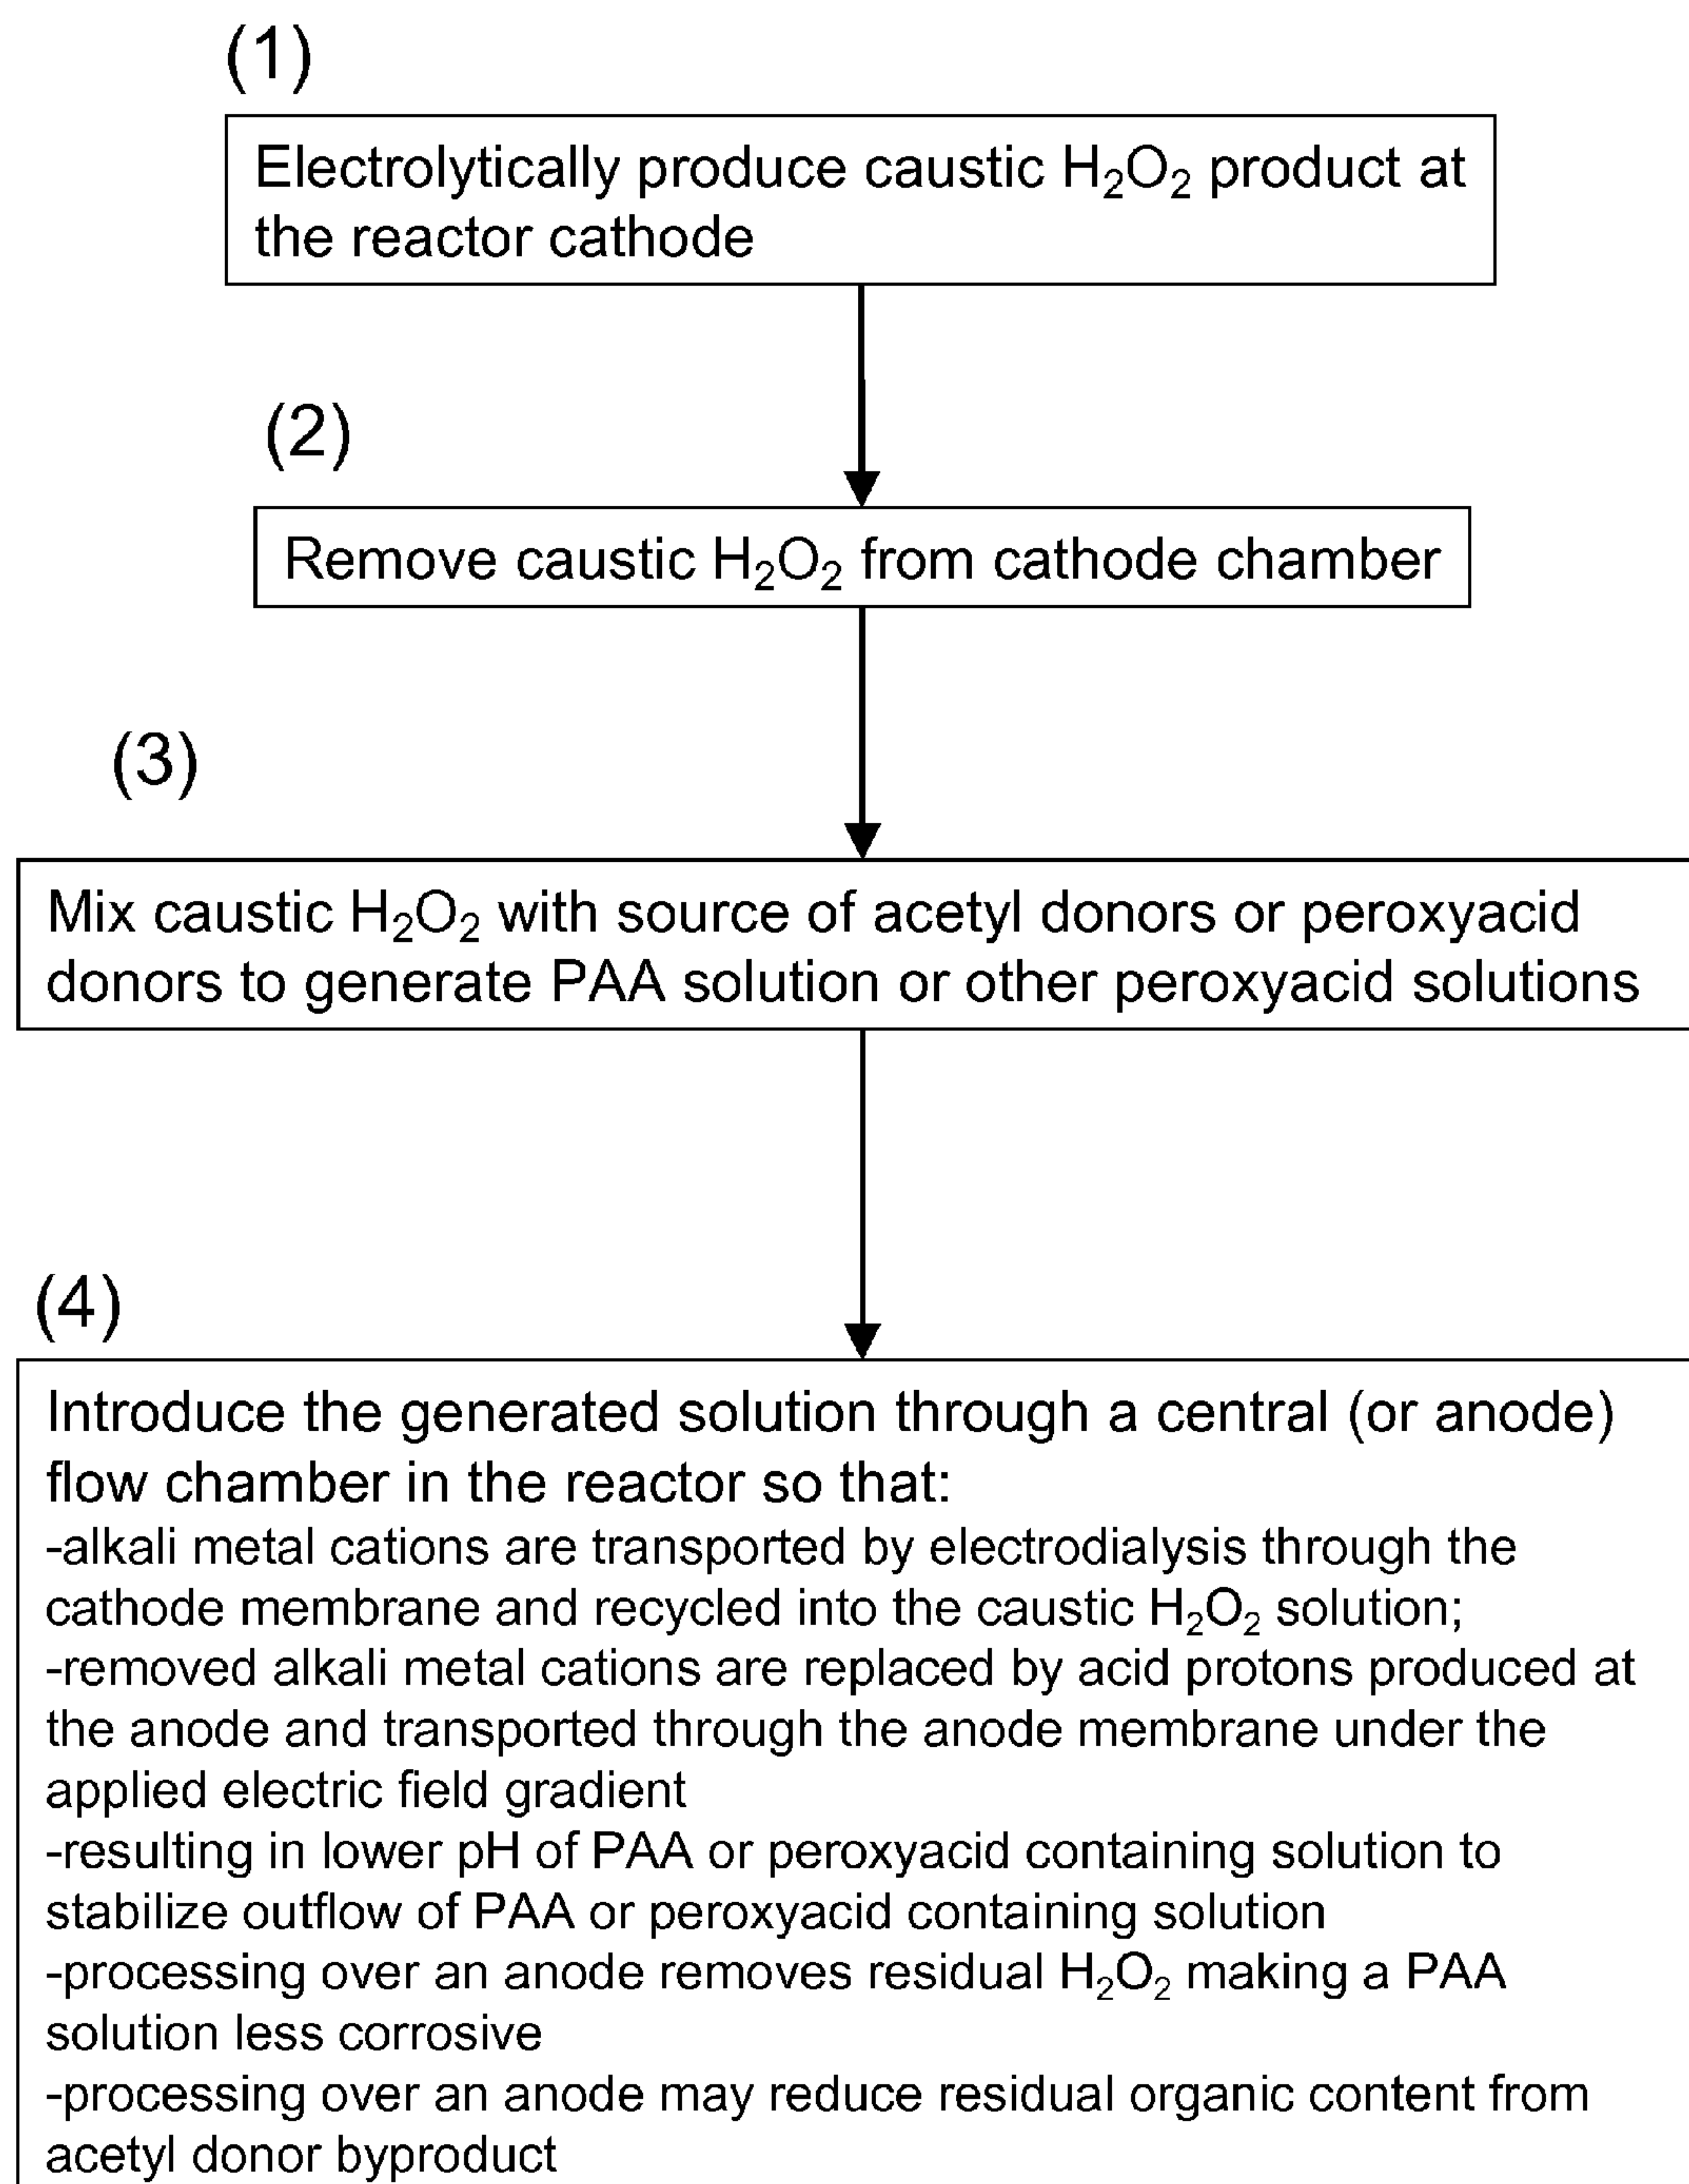 (1)
Electrolytically produce caustic H₂O₂ product at
the reactor cathode
(2)
Remove caustic H₂O₂ from cathode chamber
(3)
Mix caustic H₂O₂ with source of acetyl donors or peroxyacid
donors to generate PAA solution or other peroxyacid solutions
(4)
Introduce the generated solution through a central (or anode)
flow chamber in the reactor so that:
-alkali metal cations are transported by electrodialysis through the
cathode membrane and recycled into the caustic H₂O₂ solution;
-removed alkali metal cations are replaced by acid protons produced at
the anode and transported through the anode membrane under the
applied electric field gradient
-resulting in lower pH of PAA or peroxyacid containing solution to
stabilize outflow of PAA or peroxyacid containing solution
-processing over an anode removes residual H₂O₂ making a PAA
solution less corrosive
-processing over an anode may reduce residual organic content from
acetyl donor byproduct